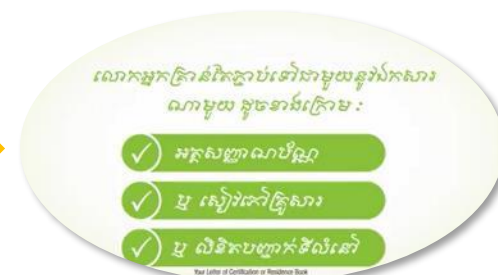 លោកអ្នកគ្រាន់តែភ្ជាប់ទៅជាមួយនូវឯកសារ
ណាមួយ ដូចខាងក្រោម :
អត្តសញ្ញាណប័ណ្ណ
ឬ សៀវភៅគ្រួសារ
ឬ លិខិតបញ្ជាក់ទីលំនៅ
Your Letter of Certification or Residence Book